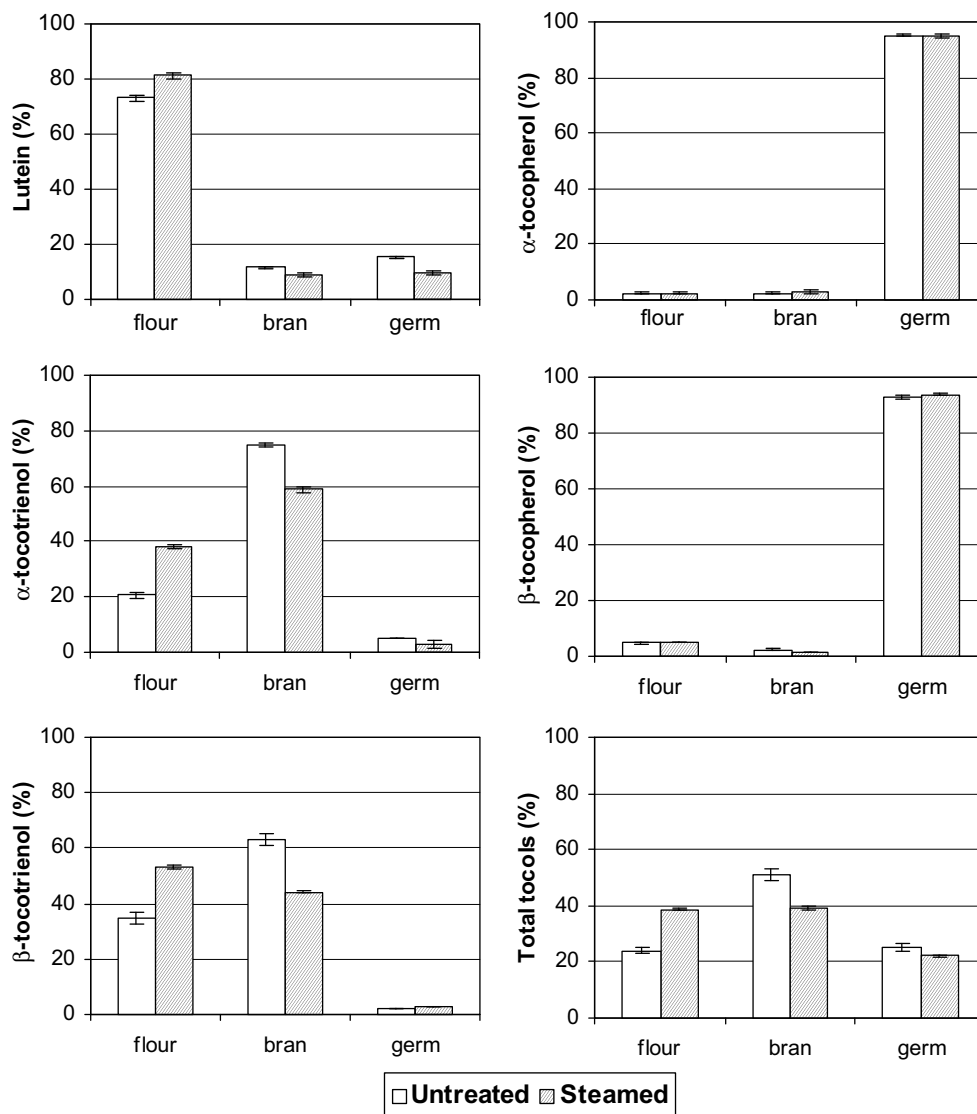 Lutein (%)
100
80
60
40
20
0
flour bran germ
α-tocopherol (%)
100
80
60
40
20
0
flour bran germ
α-tocotrienol (%)
100
80
60
40
20
0
flour bran germ
β-tocopherol (%)
100
80
60
40
20
0
flour bran germ
β-tocotrienol (%)
100
80
60
40
20
0
flour bran germ
Total tocols (%)
100
80
60
40
20
0
flour bran germ
Untreated Steamed